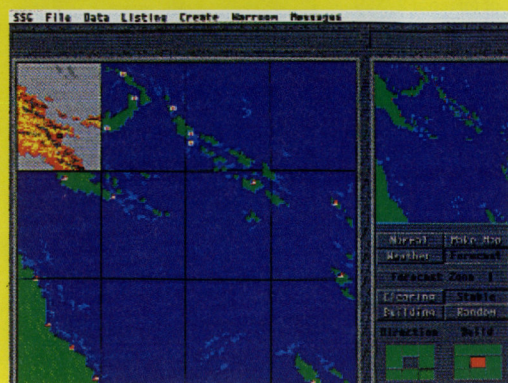 SSG File Data Listing Create Warroom Messages
Normal Make Map
Weather Forecast
Forecast Zone 1
Clearing Stable
Building Random
Direction Build